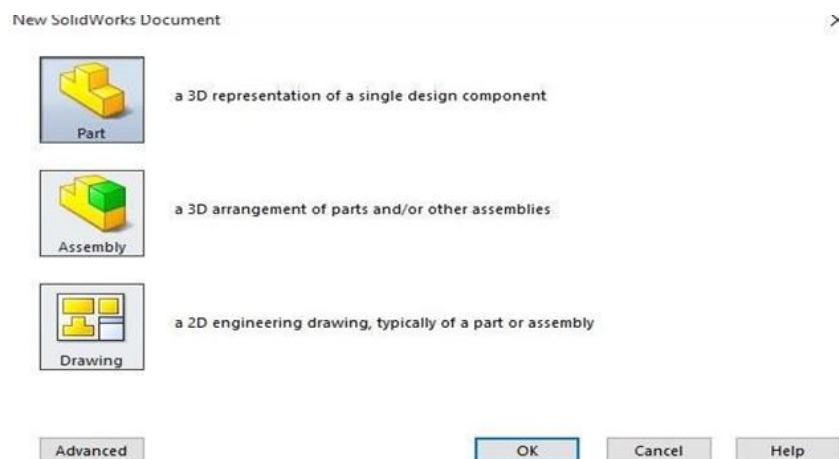 New SolidWorks Document
Part
a 3D representation of a single design component
Assembly
a 3D arrangement of parts and/or other assemblies
Drawing
a 2D engineering drawing, typically of a part or assembly
Advanced
OK
Cancel
Help